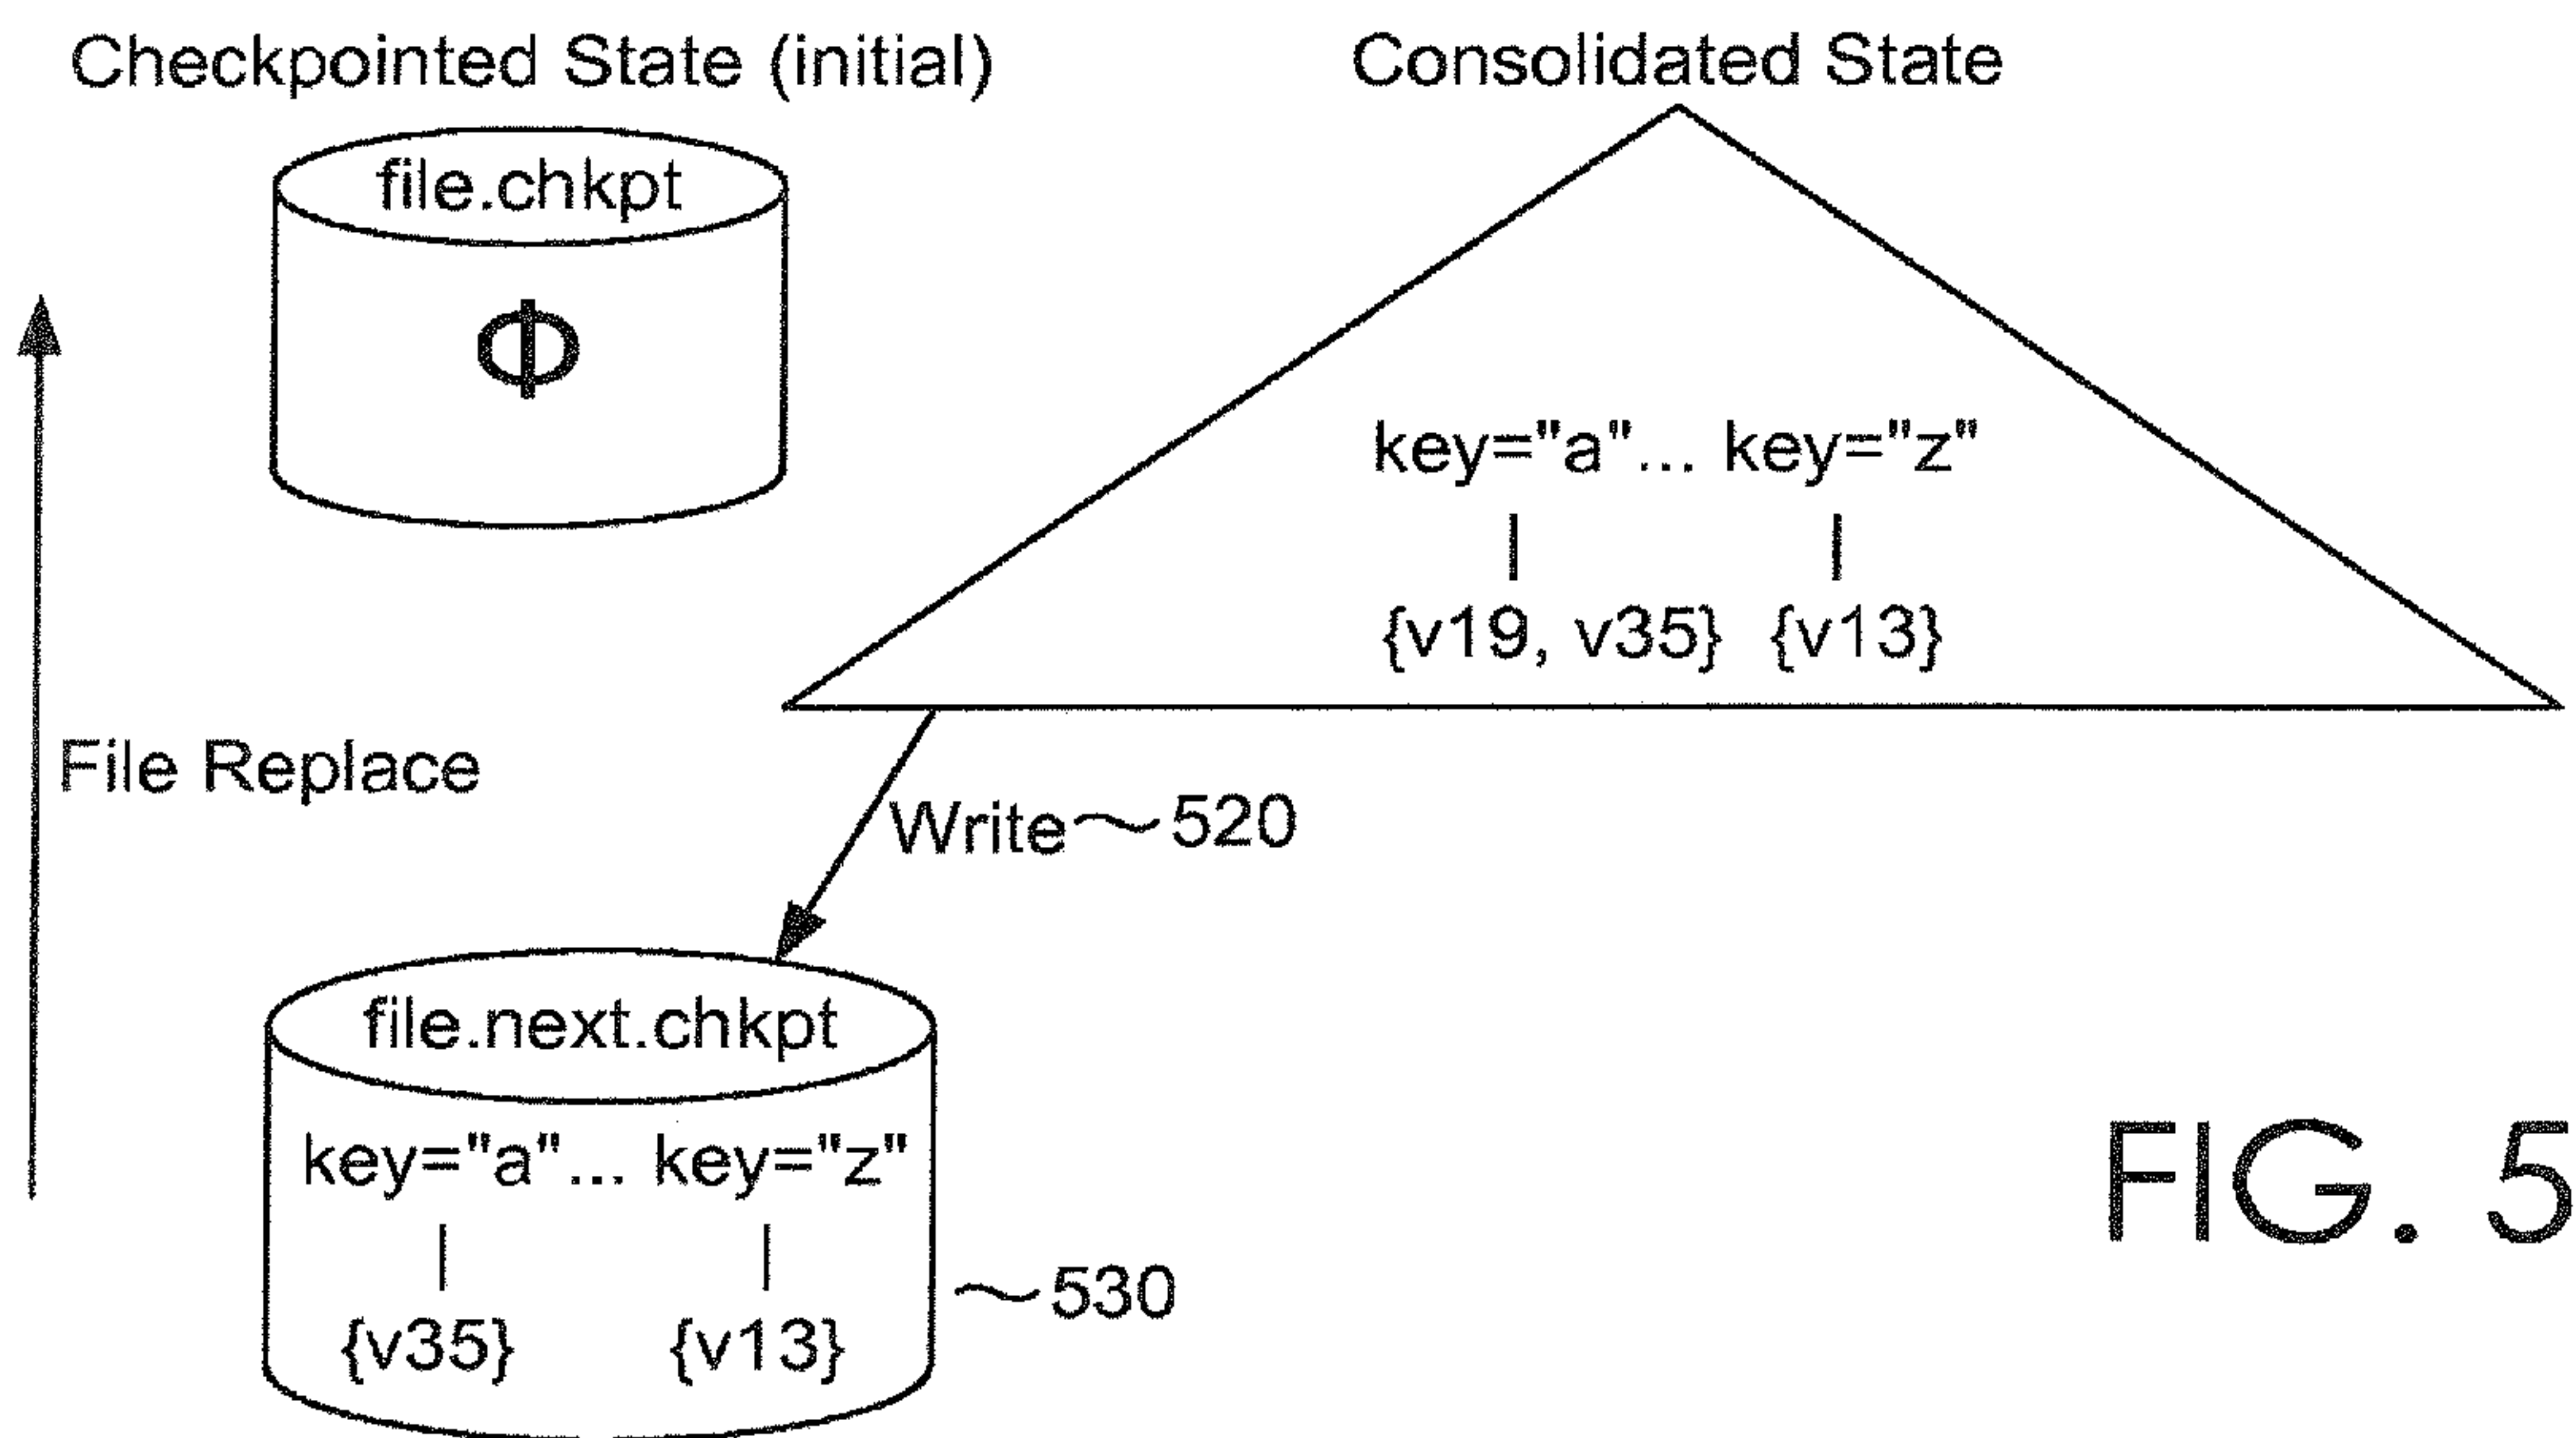 Checkpointed State (initial)
Consolidated State
file.chkpt
Φ
key="a"... key="z"
{v19, v35} {v13}
File Replace
Write 520
file.next.chkpt
key="a"... key="z"
{v35} {v13}
530
FIG. 5